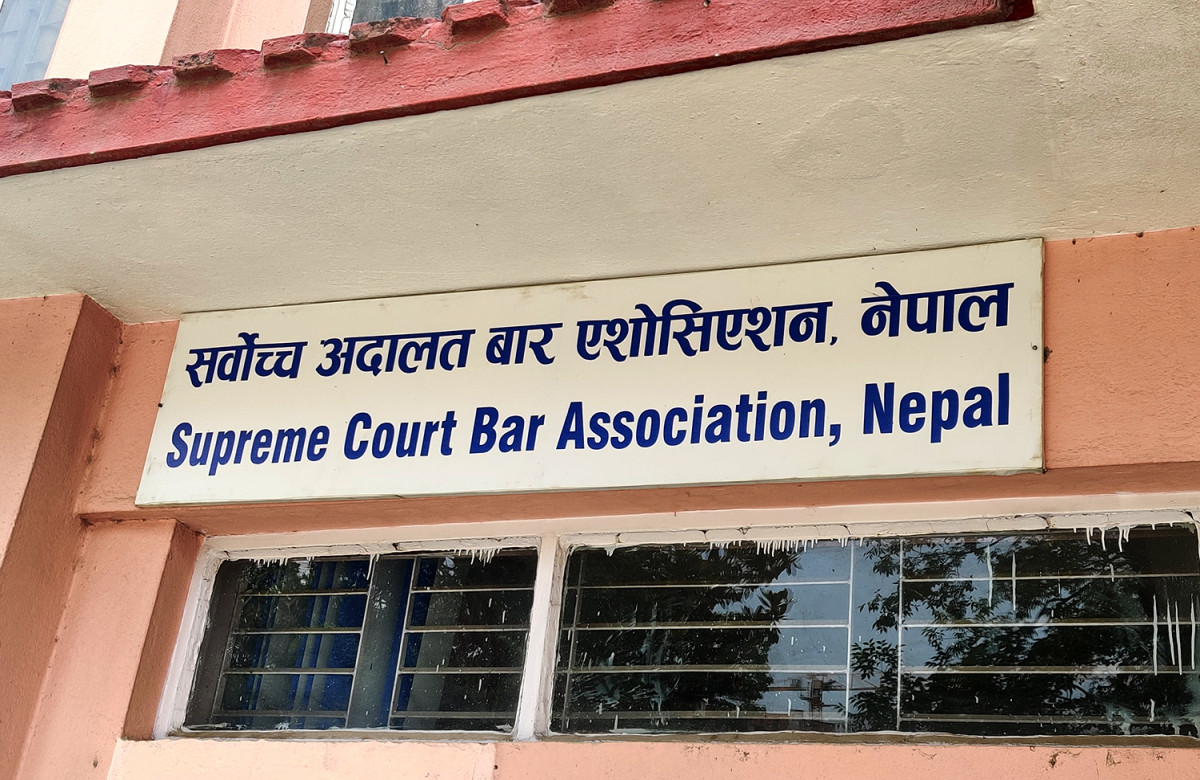 सर्वोच्च अदालत बार एशोसिएशन, नेपाल
Supreme Court Bar Association, Nepal